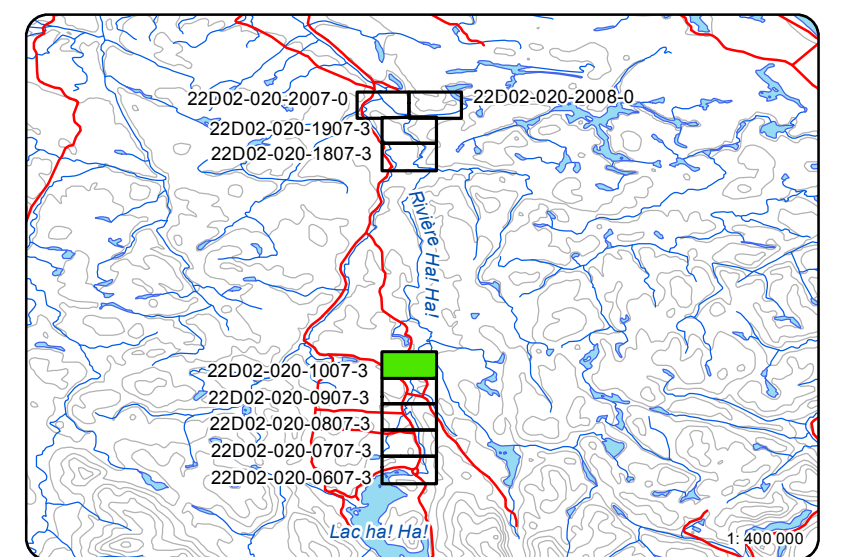 22D02-020-2007-0
22D02-020-2008-0
22D02-020-1907-3
22D02-020-1807-3
Rivière Ha! Ha!
22D02-020-1007-3
22D02-020-0907-3
22D02-020-0807-3
22D02-020-0707-3
22D02-020-0607-3
Lac ha! Ha!
1: 400 000